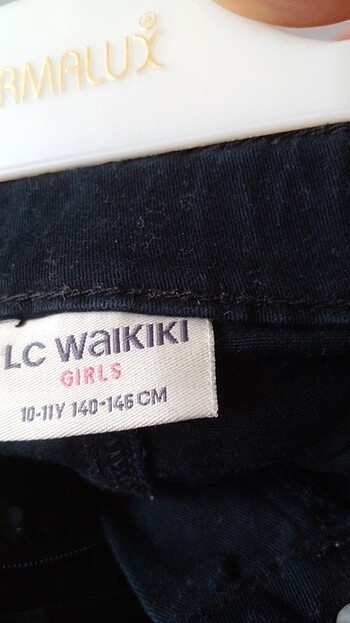 RMALUX®
LC WaiKiKi
GIRLS
10-11Y 140-146 CM